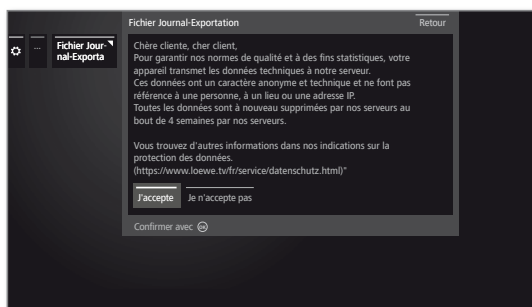 Fichier Journal-Exportation
Retour
...
Fichier Jour-
nal-Exporta
Chère cliente, cher client,
Pour garantir nos normes de qualité et à des fins statistiques, votre
appareil transmet les données techniques à notre serveur.
Ces données ont un caractère anonyme et technique et ne font pas
référence à une personne, à un lieu ou une adresse IP.
Toutes les données sont à nouveau supprimées par nos serveurs au
bout de 4 semaines par nos serveurs.
Vous trouvez d'autres informations dans nos indications sur la
protection des données.
(https://www.loewe.tv/fr/service/datenschutz.html)"
J'accepte
Je n'accepte pas
Confirmer avec OK